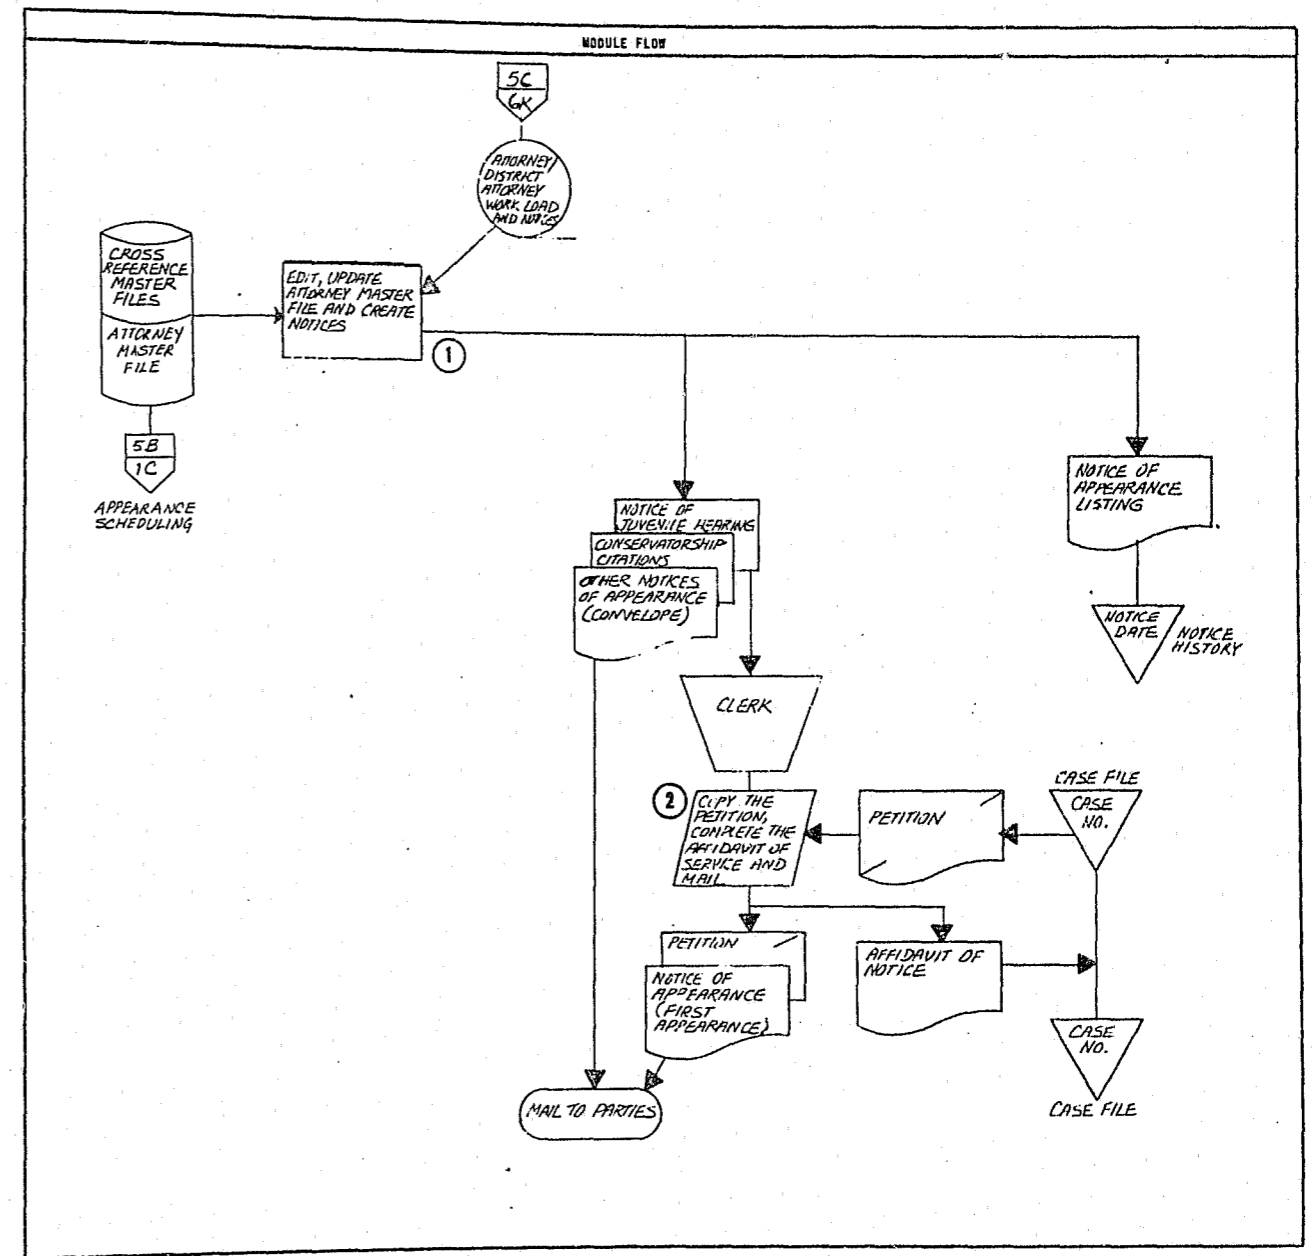 MODULE FLOW
5C
6K
ATTORNEY/
DISTRICT
ATTORNEY
WORK LOAD
AND NOTICES
CROSS
REFERENCE
MASTER
FILES
ATTORNEY
MASTER
FILE
5B
1C
APPEARANCE
SCHEDULING
EDIT, UPDATE
ATTORNEY MASTER
FILE AND CREATE
NOTICES
1
NOTICE OF
JUVENILE HEARING
CONSERVATORSHIP
CITATIONS
OTHER NOTICES
OF APPEARANCE
(CONVELOPE)
NOTICE OF
APPEARANCE
LISTING
NOTICE
DATE
NOTICE
HISTORY
CLERK
2
COPY THE
PETITION,
COMPLETE THE
AFFIDAVIT OF
SERVICE AND
MAIL
PETITION
CASE FILE
CASE
NO.
PETITION
NOTICE OF
APPEARANCE
(FIRST
APPEARANCE)
AFFIDAVIT OF
NOTICE
CASE
NO.
CASE FILE
MAIL TO PARTIES